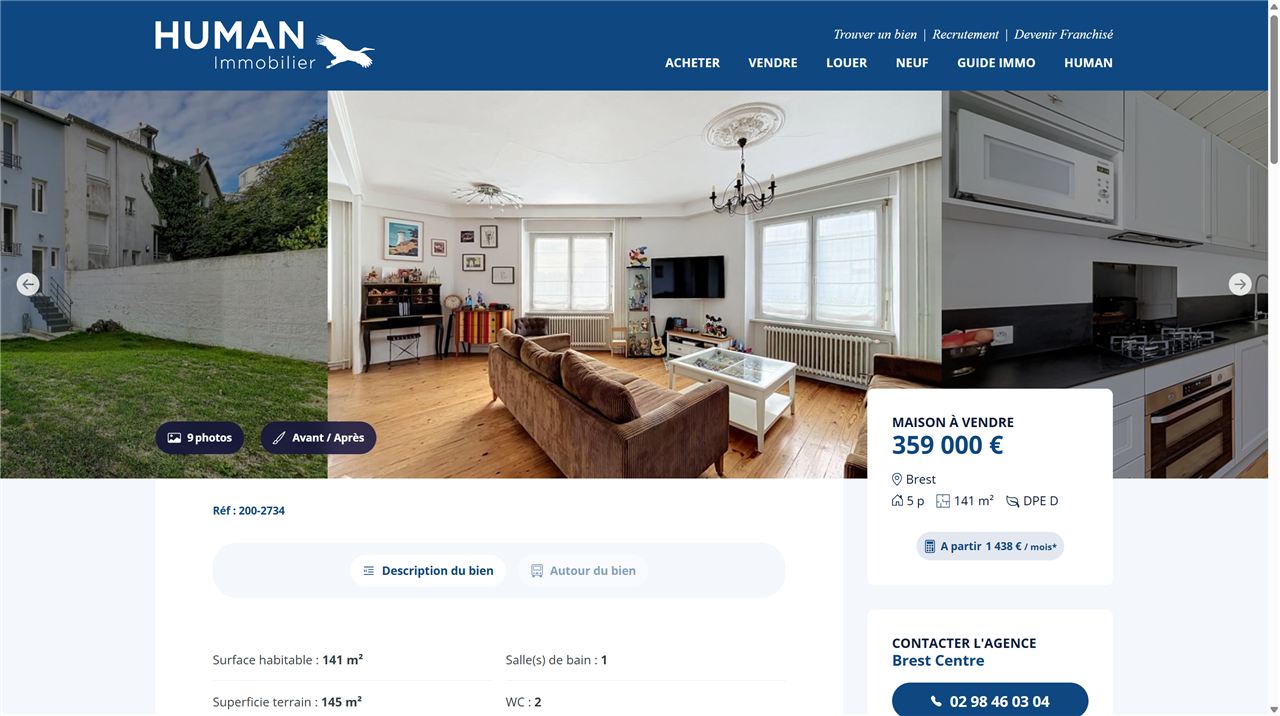 HUMAN
Immobilier
Trouver un bien | Recrutement | Devenir Franchisé
ACHETER VENDRE LOUER NEUF GUIDE IMMO HUMAN
9 photos
Avant / Après
MAISON À VENDRE
359 000 €
Brest
5 p 141 m² DPE D
A partir 1 438 € / mois*
Réf : 200-2734
Description du bien
Autour du bien
Surface habitable : 141 m²
Salle(s) de bain : 1
Superficie terrain : 145 m²
WC : 2
CONTACTER L'AGENCE
Brest Centre
02 98 46 03 04